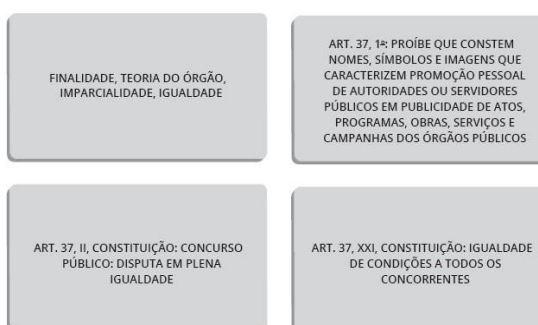 FINALIDADE, TEORIA DO ÓRGÃO,
IMPARCIALIDADE, IGUALDADE
ART. 37, 1º: PROÍBE QUE CONSTEM
NOMES, SÍMBOLOS E IMAGENS QUE
CARACTERIZEM PROMOÇÃO PESSOAL
DE AUTORIDADES OU SERVIDORES
PÚBLICOS EM PUBLICIDADE DE ATOS,
PROGRAMAS, OBRAS, SERVIÇOS E
CAMPANHAS DOS ÓRGÃOS PÚBLICOS
ART. 37, II, CONSTITUIÇÃO: CONCURSO
PÚBLICO: DISPUTA EM PLENA
IGUALDADE
ART. 37, XXI, CONSTITUIÇÃO: IGUALDADE
DE CONDIÇÕES A TODOS OS
CONCORRENTES